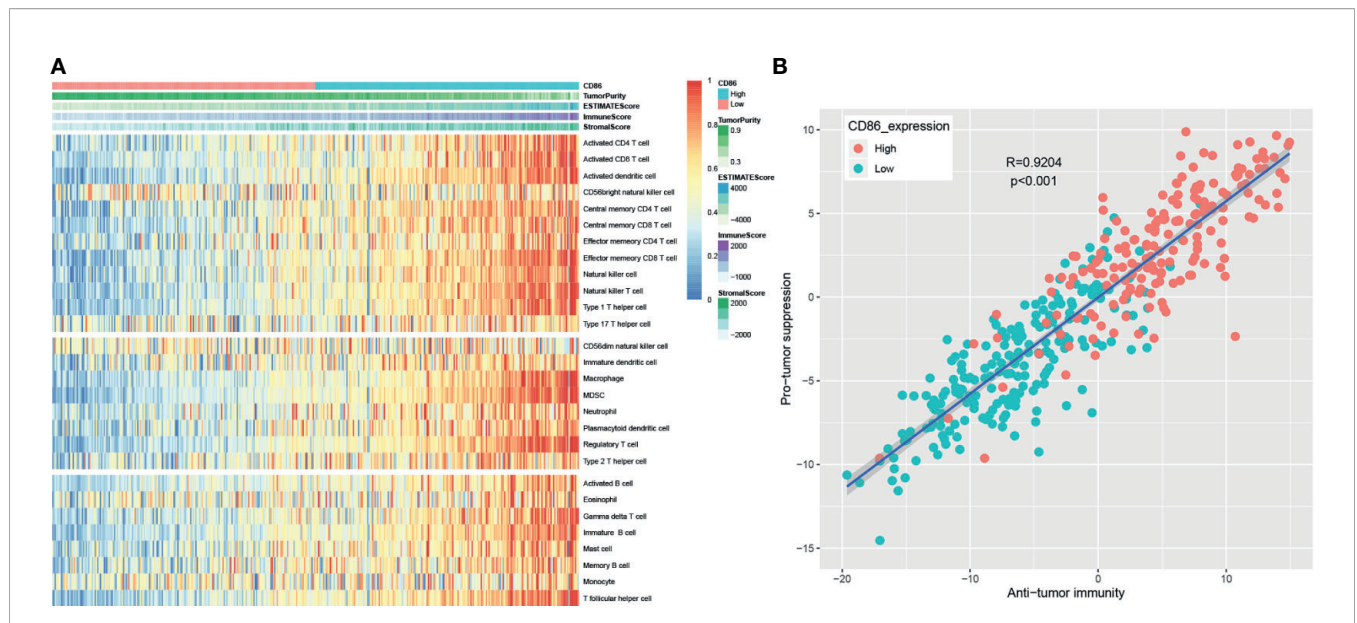 A
CD86
TumorPurity
ESTIMATEScore
ImmuneScore
StromalScore
Activated CD4 T cell
Activated CD8 T cell
Activated dendritic cell
CD56bright natural killer cell
Central memory CD4 T cell
Central memory CD8 T cell
Effector memeory CD4 T cell
Effector memeory CD8 T cell
Natural killer cell
Natural killer T cell
Type 1 T helper cell
Type 17 T helper cell
CD56dim natural killer cell
Immature dendritic cell
Macrophage
MDSC
Neutrophil
Plasmacytoid dendritic cell
Regulatory T cell
Type 2 T helper cell
Activated B cell
Eosinophil
Gamma delta T cell
Immature B cell
Mast cell
Memory B cell
Monocyte
T follicular helper cell
1
0.8
0.6
0.4
0.2
0
CD86
High
Low
TumorPurity
0.9
0.3
ESTIMATEScore
4000
−4000
ImmuneScore
2000
−1000
StromalScore
2000
−2000
B
CD86_expression
High
Low
R=0.9204
p<0.001
10
5
0
−5
−10
−15
Pro−tumor suppression
−20
−10
0
10
Anti−tumor immunity